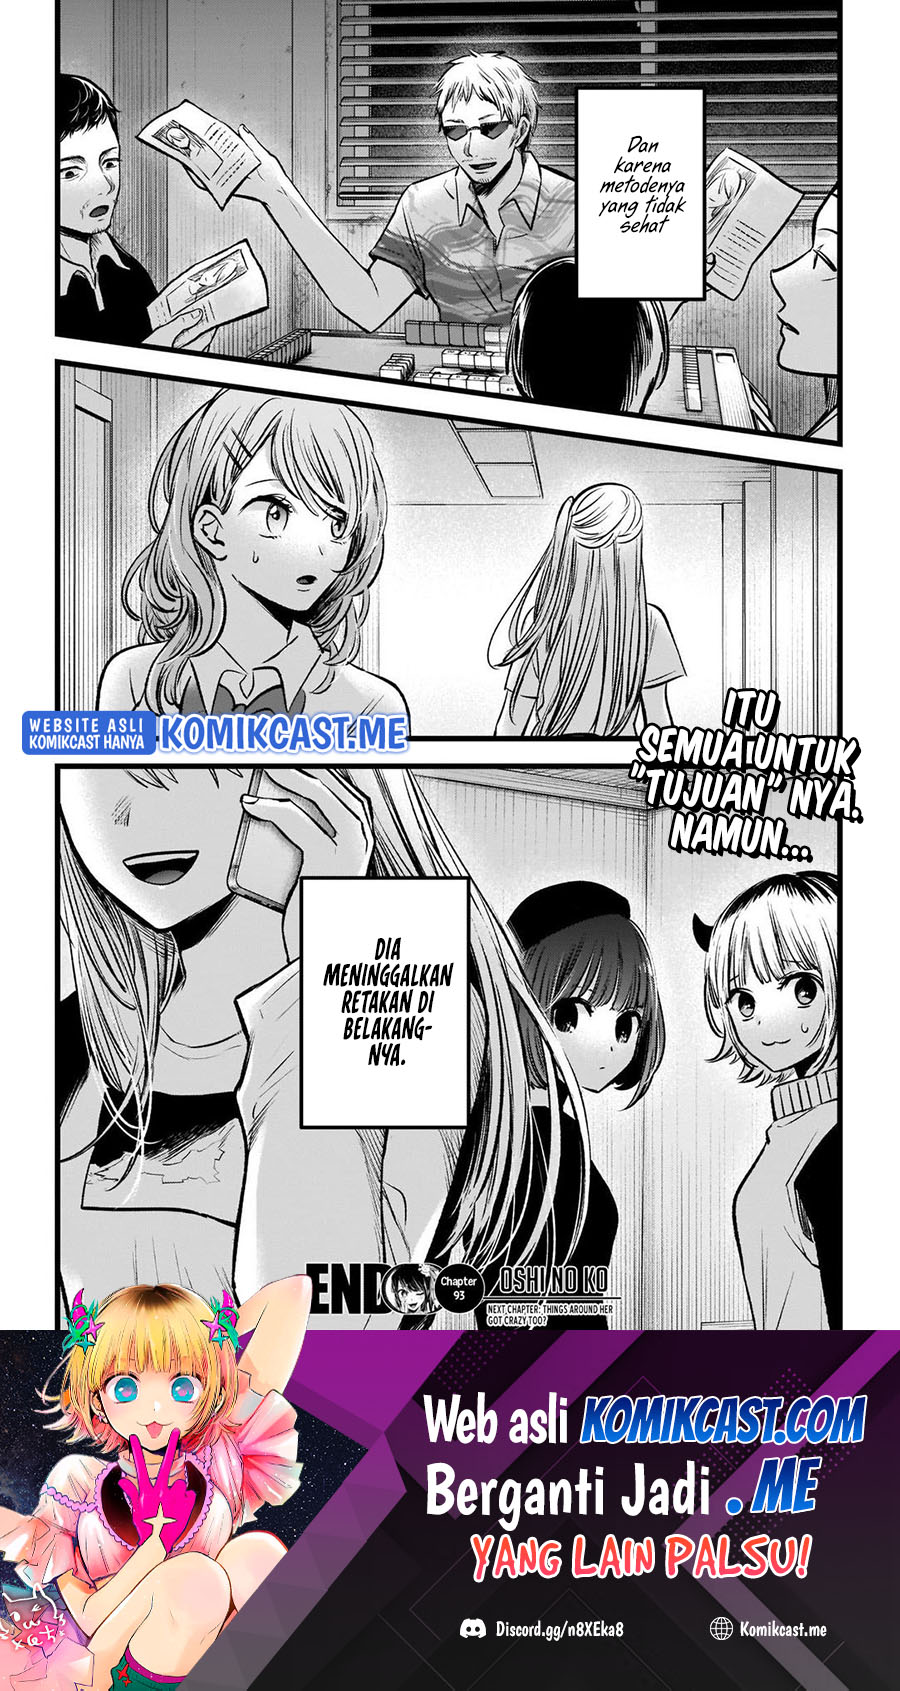 Dan
karena
metodenya
yang tidak
sehat
WEBSITE ASLI
KOMIKCAST HANYA
KOMIKCAST.ME
ITU
SEMUA UNTUK
"TUJUAN" NYA.
NAMUN...
DIA
MENINGGALKAN
RETAKAN DI
BELAKANG-
NYA.
END
Chapter
93
OSHI NO KO
NEXT CHAPTER: THINGS AROUND HER
GOT CRAZY TOO?
Web asli KOMIKCAST.COM
Berganti Jadi .ME
YANG LAIN PALSU!
Discord.gg/n8XEka8
Komikcast.me